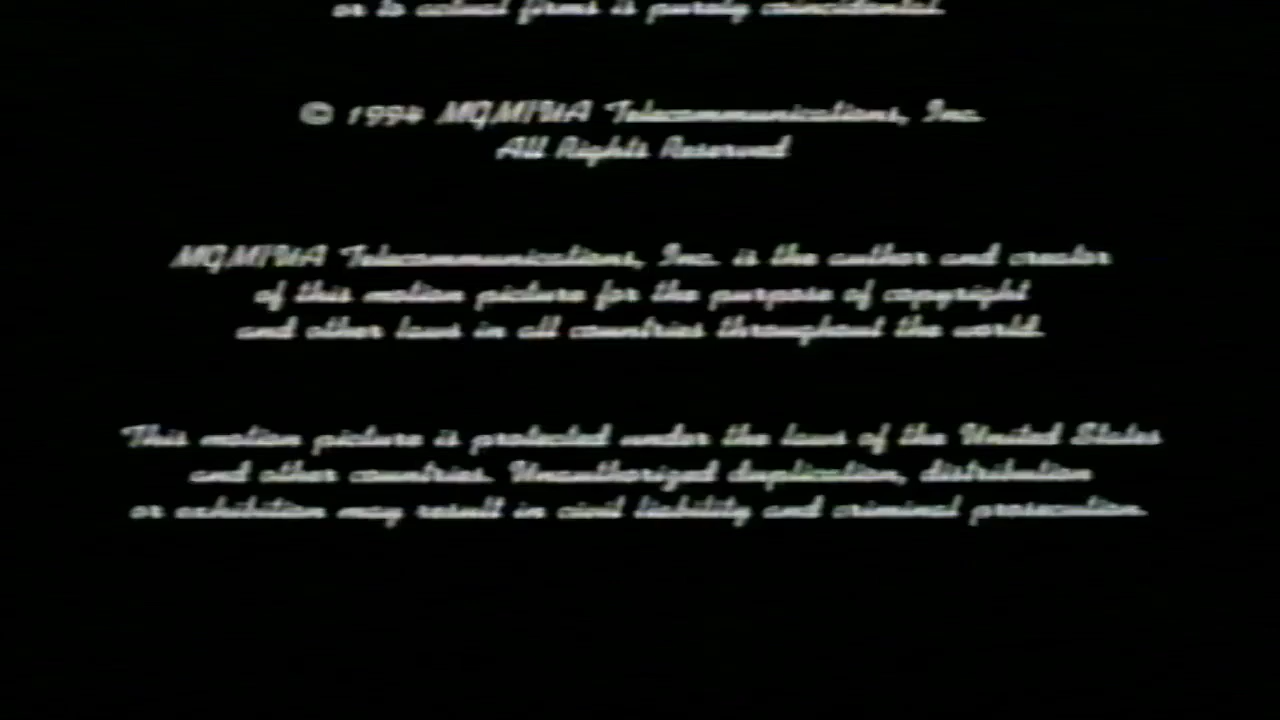 or to actual firms is purely coincidental.
© 1994 MGM/UA Telecommunications, Inc.
All Rights Reserved
MGM/UA Telecommunications, Inc. is the author and creator
of this motion picture for the purpose of copyright
and other laws in all countries throughout the world.
This motion picture is protected under the laws of the United States
and other countries. Unauthorized duplication, distribution
or exhibition may result in civil liability and criminal prosecution.